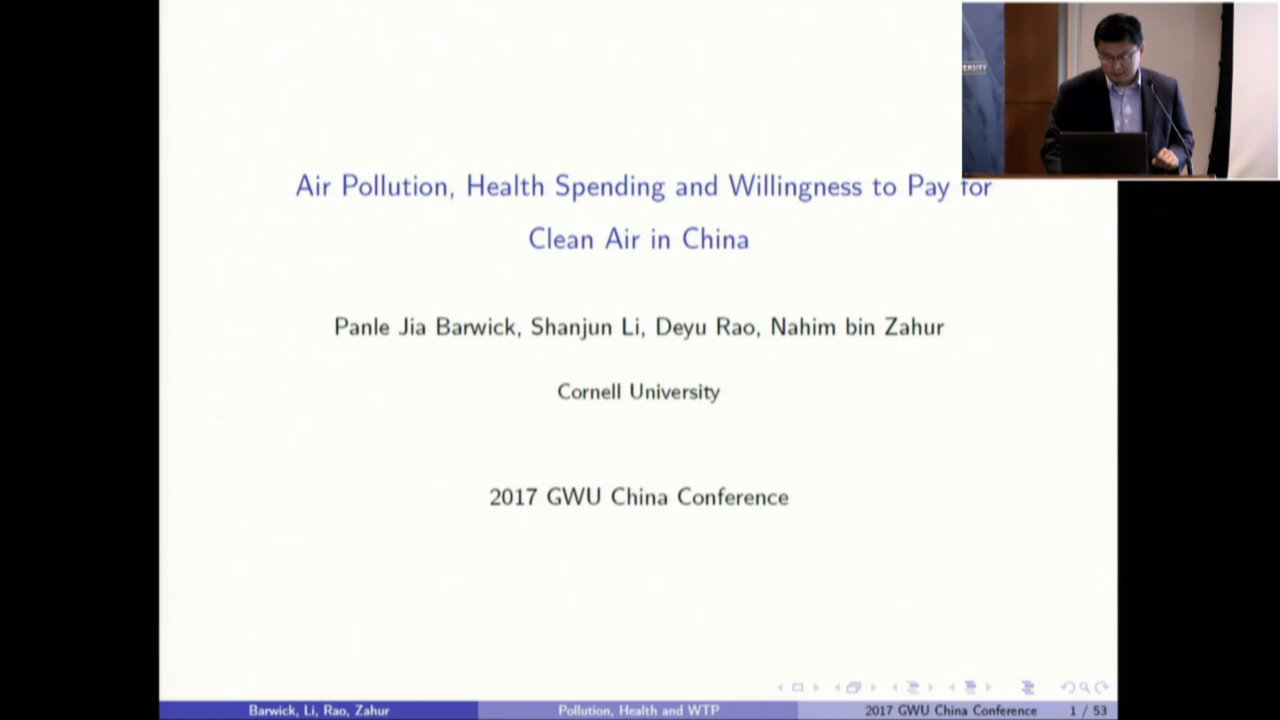 ERSITY
Air Pollution, Health Spending and Willingness to Pay for
Clean Air in China
Panle Jia Barwick, Shanjun Li, Deyu Rao, Nahim bin Zahur
Cornell University
2017 GWU China Conference
Barwick, Li, Rao, Zahur
Pollution, Health and WTP
2017 GWU China Conference
1 / 53